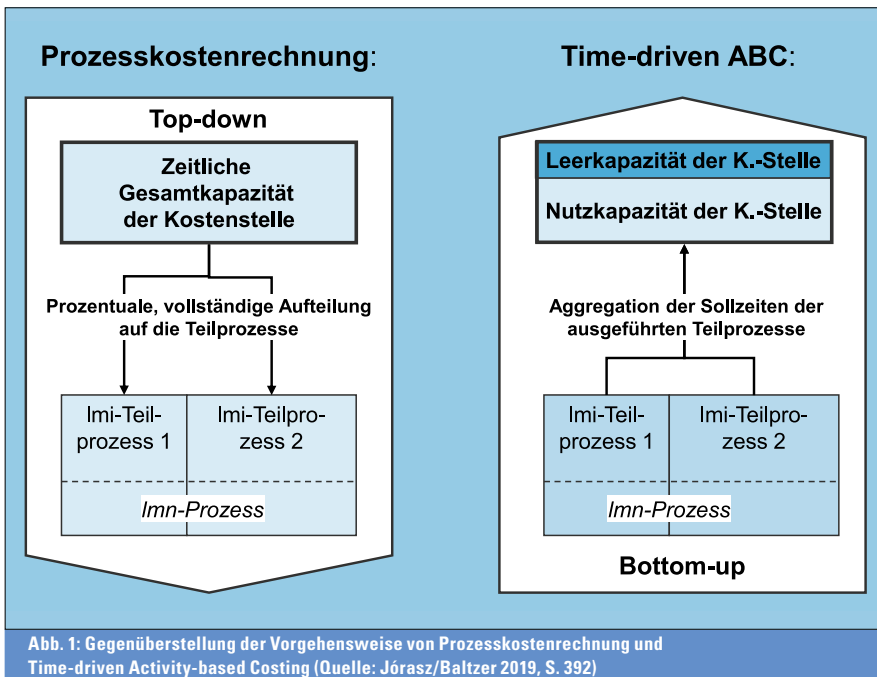 Prozesskostenrechnung:
Top-down
Zeitliche
Gesamtkapazität
der Kostenstelle
Prozentuale, vollständige Aufteilung
auf die Teilprozesse
lmi-Teil-
prozess 1
lmi-Teilpro-
zess 2
lmn-Prozess
Time-driven ABC:
Leerkapazität der K.-Stelle
Nutzkapazität der K.-Stelle
Aggregation der Sollzeiten der
ausgeführten Teilprozesse
lmi-Teil-
prozess 1
lmi-Teilpro-
zess 2
lmn-Prozess
Bottom-up
Abb. 1: Gegenüberstellung der Vorgehensweise von Prozesskostenrechnung und
Time-driven Activity-based Costing (Quelle: Jórasz/Baltzer 2019, S. 392)